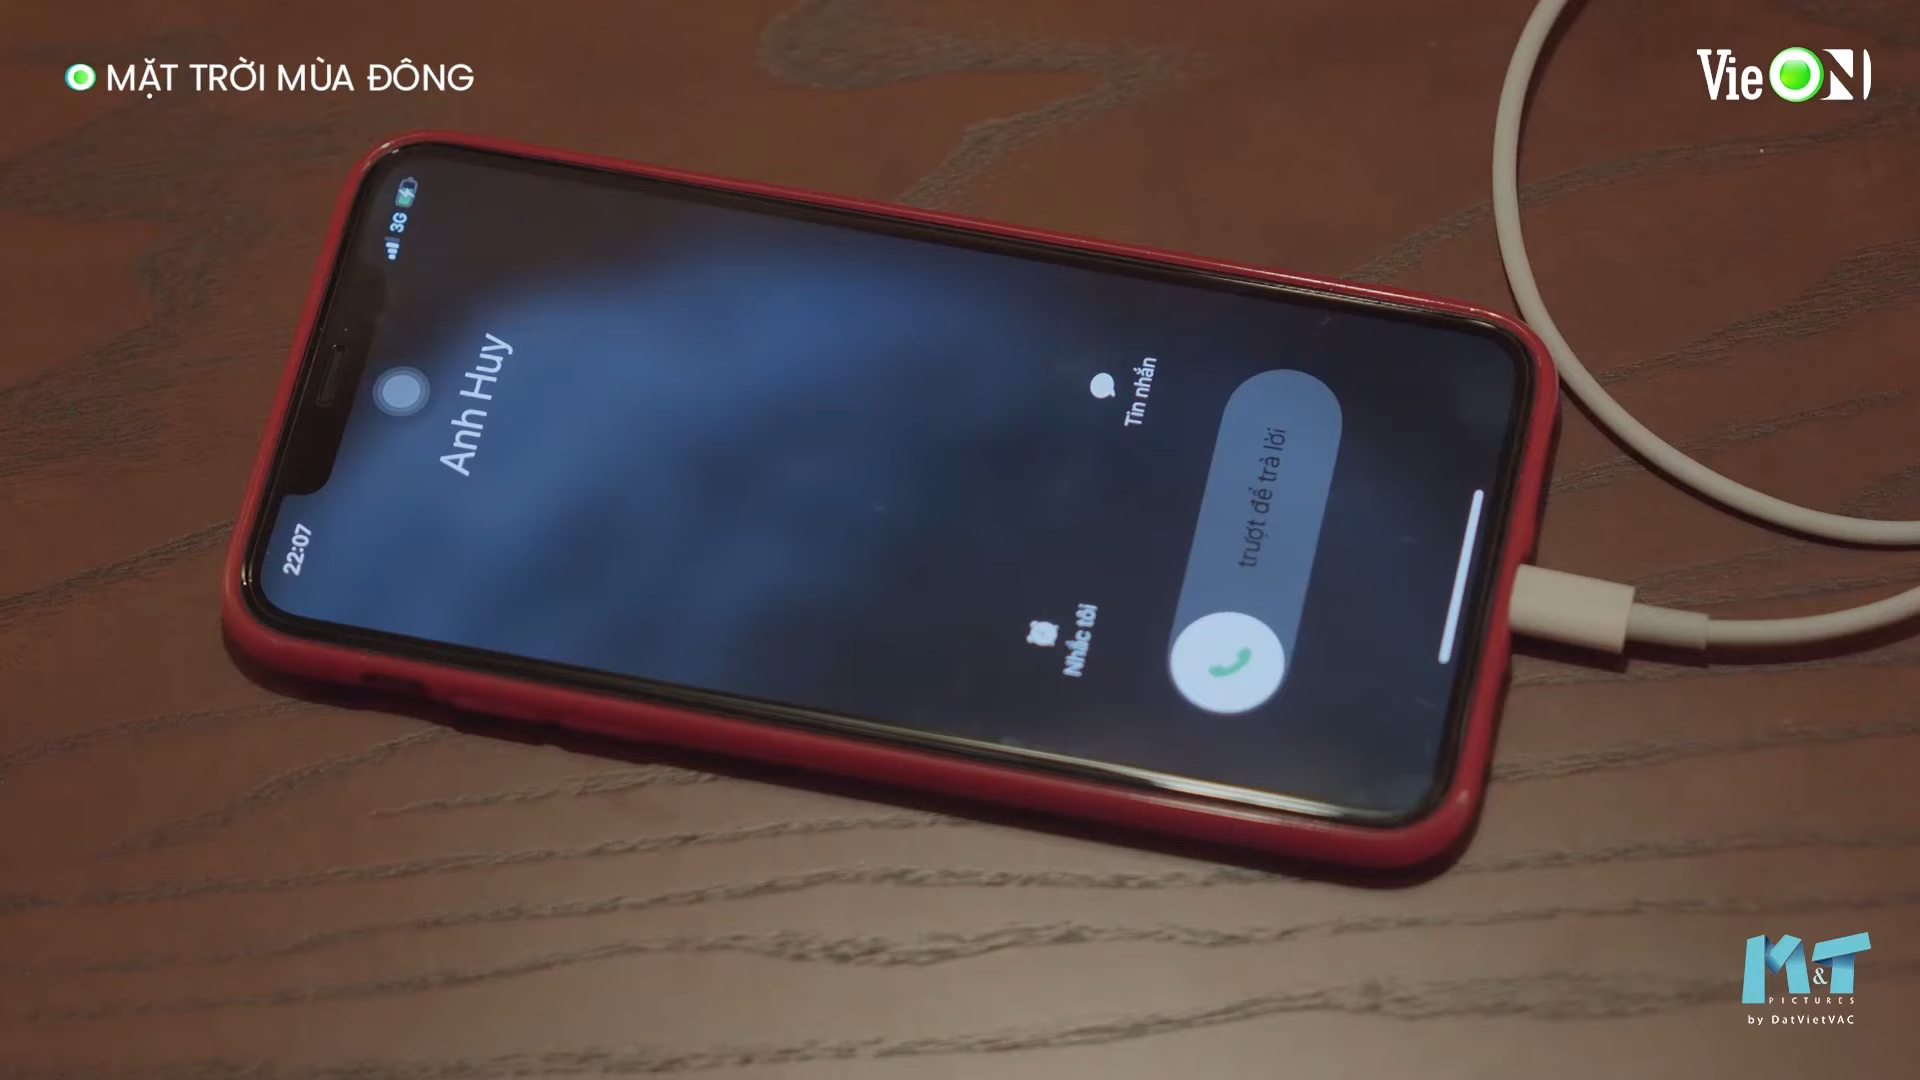 MẶT TRỜI MÙA ĐÔNG
VieON
3G
22:07
Anh Huy
Nhắc tôi
Tin nhắn
trượt để trả lời
M&T
PICTURES
by DatVietVAC